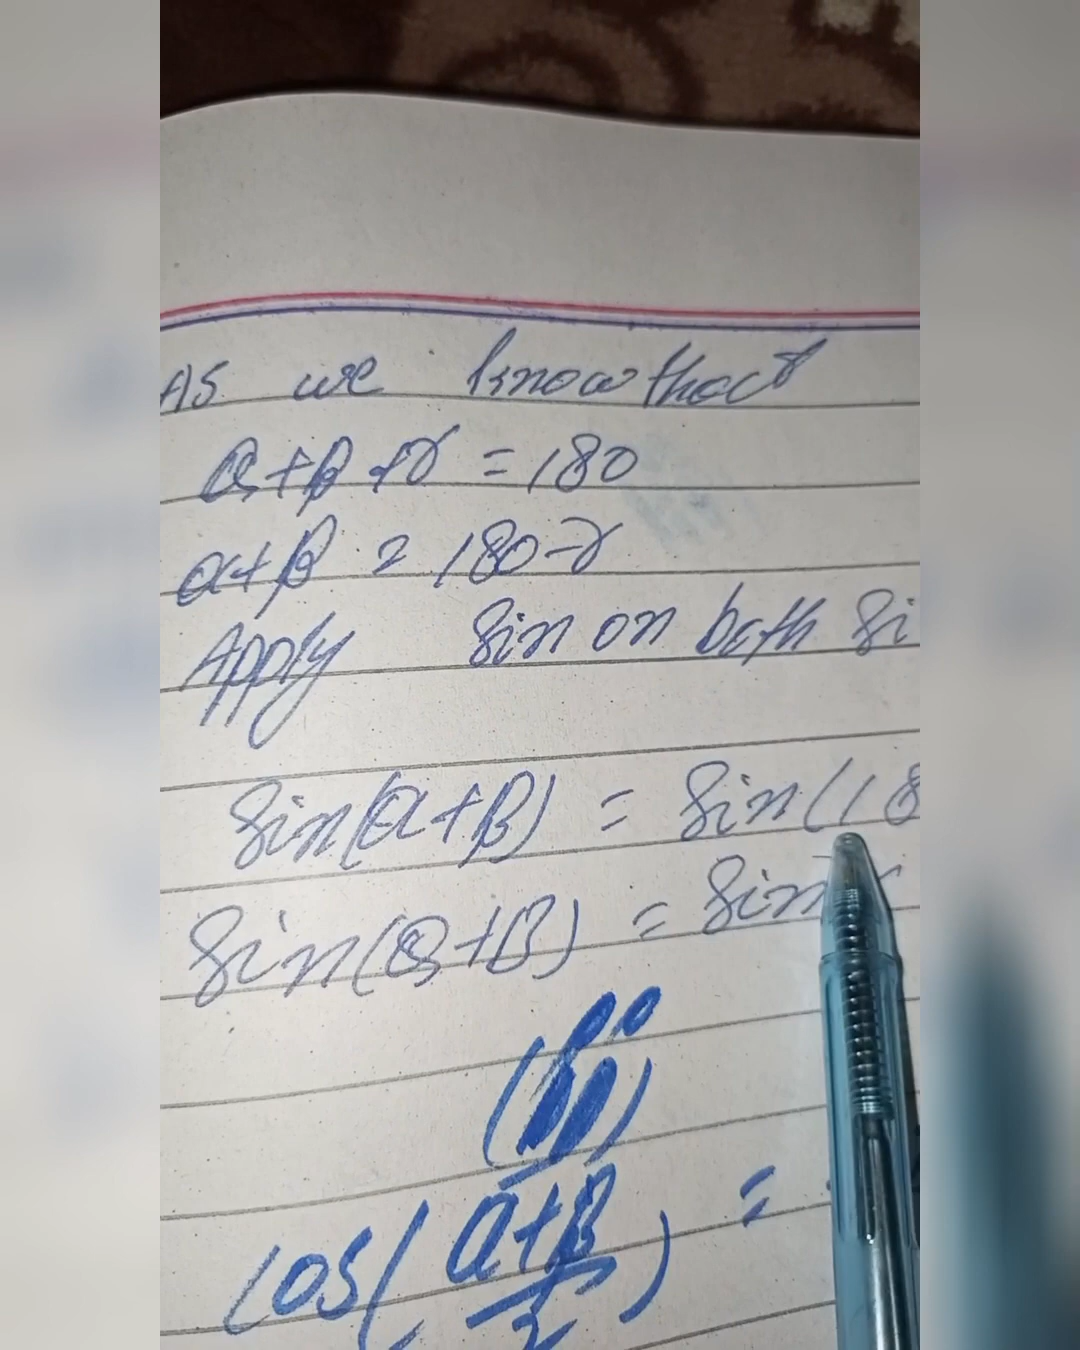 As we know that
α+β+γ = 180
α+β = 180-γ
Apply Sin on both Si
Sin(α+β) = Sin(18
Sin(α+β) = Sin
cos(α+β/2) =